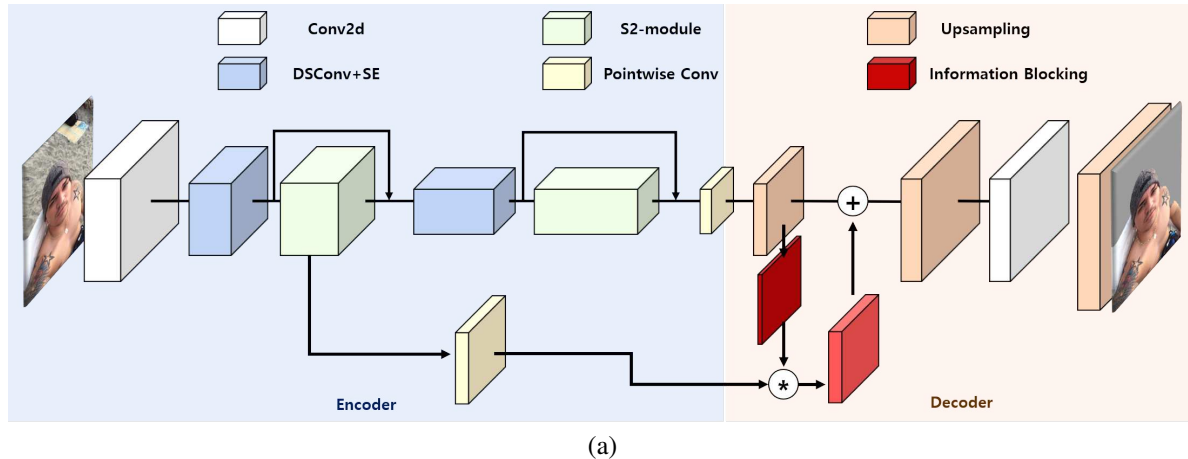 Conv2d
S2-module
Upsampling
DSConv+SE
Pointwise Conv
Information Blocking
+
*
Encoder
Decoder
(a)